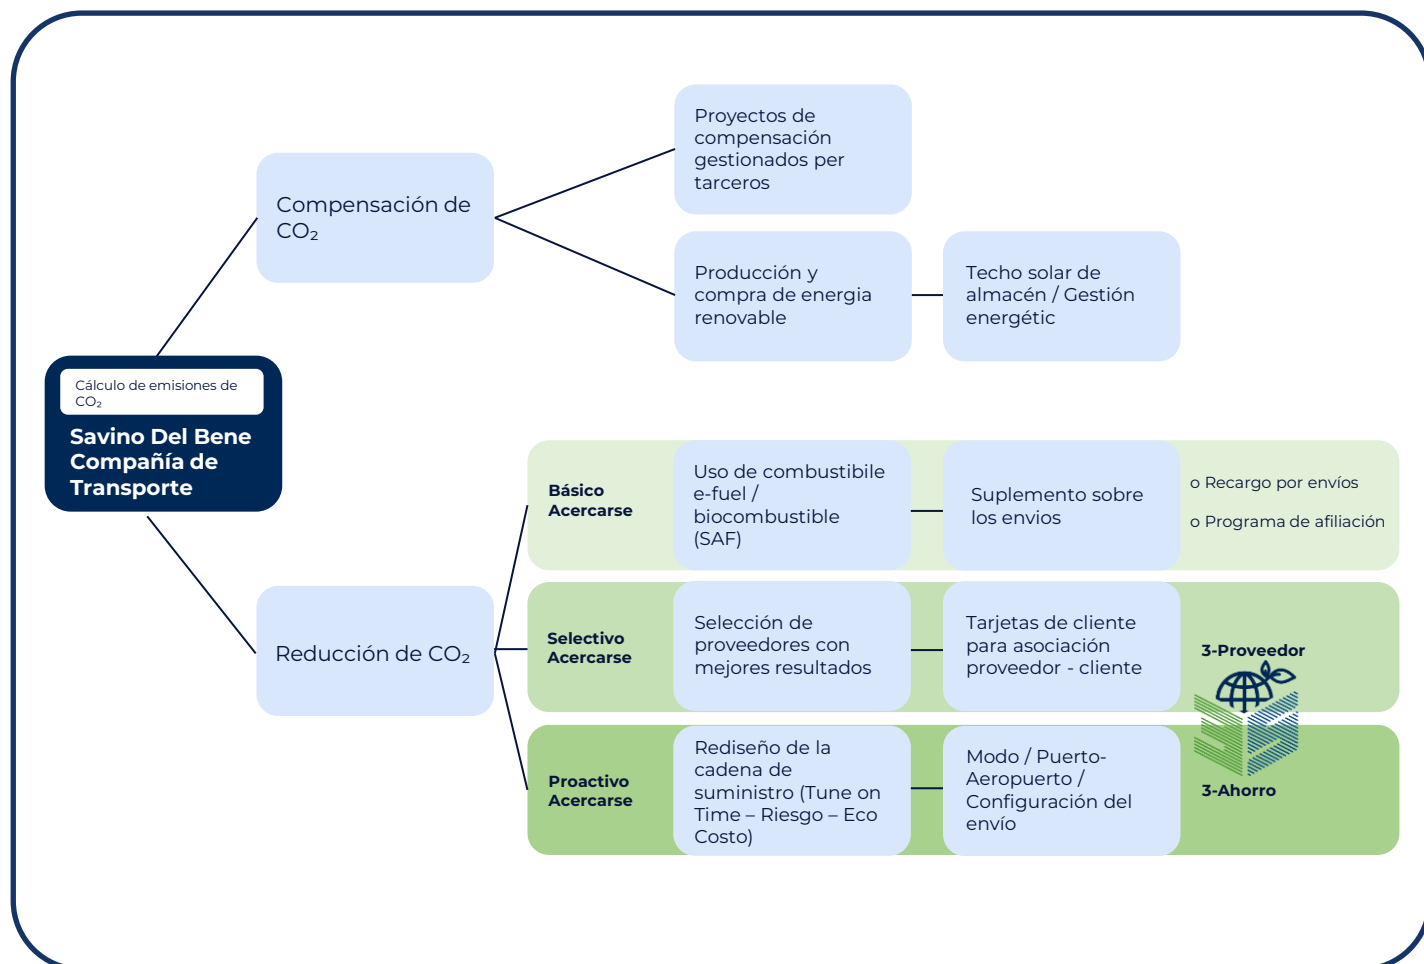 Proyectos de
compensación
gestionados per
tarceros
Compensación de
CO₂
Producción y
compra de energia
renovable
Techo solar de
almacén / Gestión
energétic
Cálculo de emisiones de
CO₂
Savino Del Bene
Compañía de
Transporte
Básico
Acercarse
Uso de combustibile
e-fuel /
biocombustible
(SAF)
Suplemento sobre
los envios
o Recargo por envíos
o Programa de afiliación
Reducción de CO₂
Selectivo
Acercarse
Selección de
proveedores con
mejores resultados
Tarjetas de cliente
para asociación
proveedor - cliente
3-Proveedor
Proactivo
Acercarse
Rediseño de la
cadena de
suministro (Tune on
Time – Riesgo – Eco
Costo)
Modo / Puerto-
Aeropuerto /
Configuración del
envío
3-Ahorro